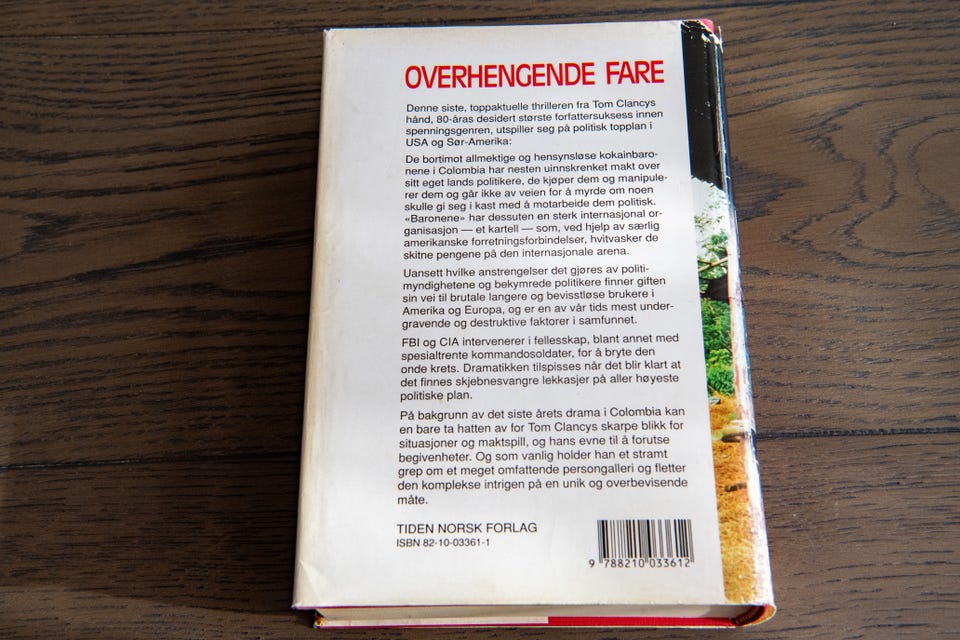 OVERHENGENDE FARE
Denne siste, toppaktuelle thrilleren fra Tom Clancys
hånd, 80-åras desidert største forfattersuksess innen
spenningsgenren, utspiller seg på politisk topplan i
USA og Sør-Amerika:
De bortimot allmektige og hensynsløse kokainbaro-
nene i Colombia har nesten uinnskrenket makt over
sitt eget lands politikere, de kjøper dem og manipule-
rer dem og går ikke av veien for å myrde om noen
skulle gi seg i kast med å motarbeide dem politisk.
«Baronene» har dessuten en sterk internasjonal or-
ganisasjon — et kartell — som, ved hjelp av særlig
amerikanske forretningsforbindelser, hvitvasker de
skitne pengene på den internasjonale arena.
Uansett hvilke anstrengelser det gjøres av politi-
myndighetene og bekymrede politikere finner giften
sin vei til brutale langere og bevisstløse brukere i
Amerika og Europa, og er en av vår tids mest under-
gravende og destruktive faktorer i samfunnet.
FBI og CIA intervenerer i fellesskap, blant annet med
spesialtrente kommandosoldater, for å bryte den
onde krets. Dramatikken tilspisses når det blir klart at
det finnes skjebnesvangre lekkasjer på aller høyeste
politiske plan.
På bakgrunn av det siste årets drama i Colombia kan
en bare ta hatten av for Tom Clancys skarpe blikk for
situasjoner og maktspill, og hans evne til å forutse
begivenheter. Og som vanlig holder han et stramt
grep om et meget omfattende persongalleri og fletter
den komplekse intrigen på en unik og overbevisende
måte.
TIDEN NORSK FORLAG
ISBN 82-10-03361-1
9 788210 033612